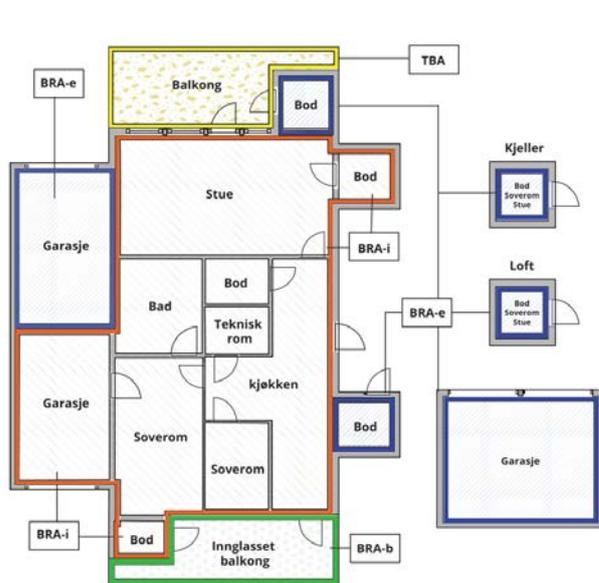 TBA
BRA-e
Balkong
Bod
Kjeller
Bod
Soverom
Stue
Stue
Bod
Garasje
BRA-i
Loft
Bod
Soverom
Stue
Bad
Bod
BRA-e
Teknisk
rom
Garasje
kjøkken
Soverom
Soverom
Bod
Garasje
BRA-i
Bod
Innglasset
balkong
BRA-b